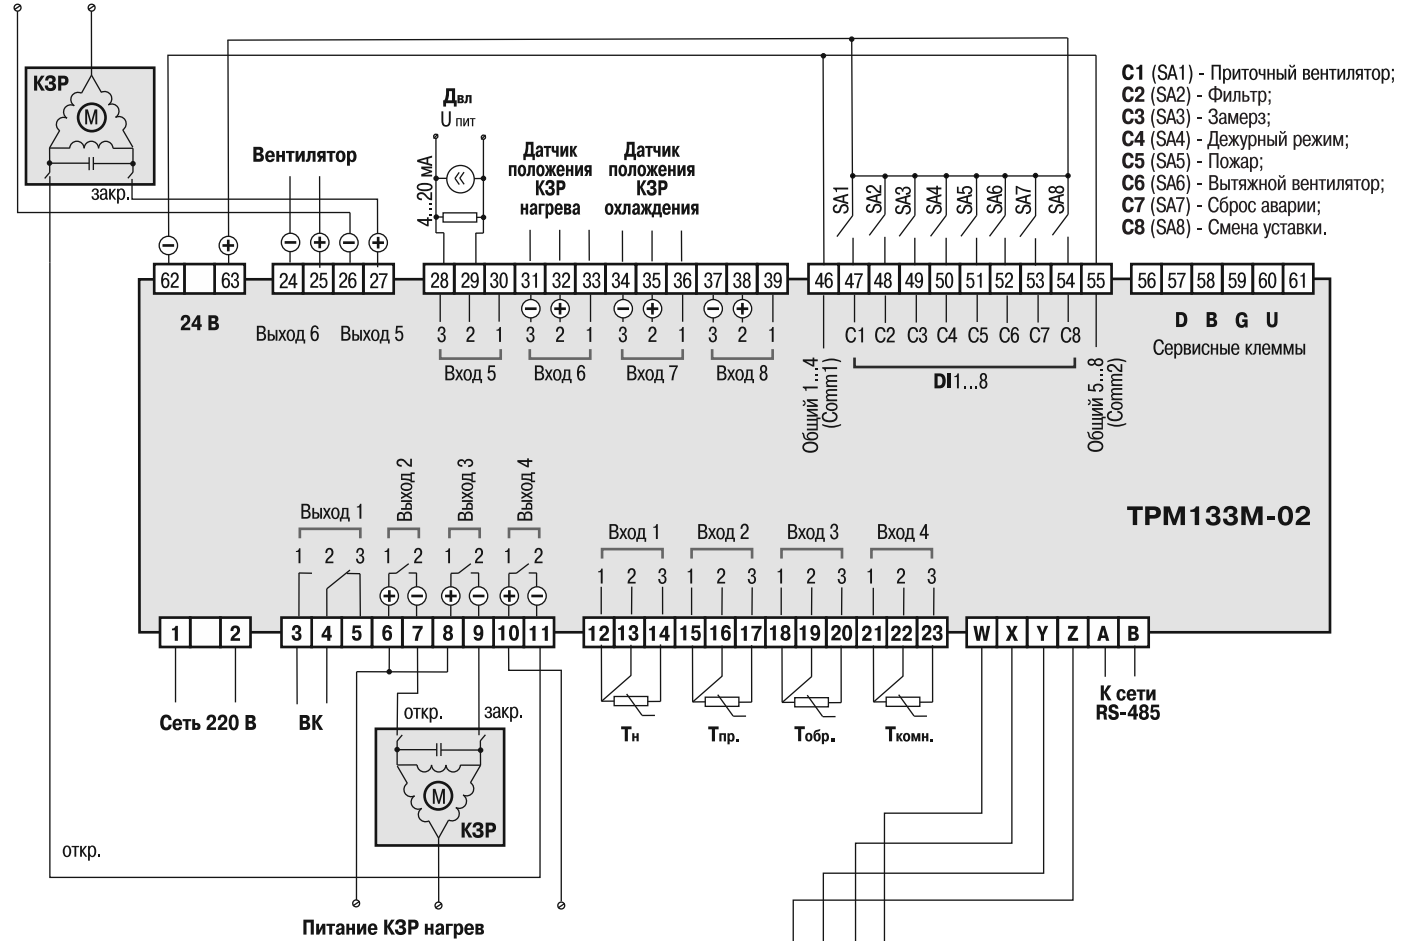 C1 (SA1) - Приточный вентилятор;
C2 (SA2) - Фильтр;
C3 (SA3) - Замерз;
C4 (SA4) - Дежурный режим;
C5 (SA5) - Пожар;
C6 (SA6) - Вытяжной вентилятор;
C7 (SA7) - Сброс аварии;
C8 (SA8) - Смена уставки.
КЗР
M
закр.
Вентилятор
Двл
U пит
4...20 мА
Датчик
положения
КЗР
нагрева
Датчик
положения
КЗР
охлаждения
SA1 SA2 SA3 SA4 SA5 SA6 SA7 SA8
62 63 24 25 26 27 28 29 30 31 32 33 34 35 36 37 38 39 46 47 48 49 50 51 52 53 54 55 56 57 58 59 60 61
24 В
Выход 6 Выход 5
3 2 1 3 2 1 3 2 1 3 2 1
Вход 5 Вход 6 Вход 7 Вход 8
C1 C2 C3 C4 C5 C6 C7 C8
DI1...8
Общий 1...4
(Comm1)
Общий 5...8
(Comm2)
D B G U
Сервисные клеммы
ТРМ133М-02
Выход 1
Выход 2
Выход 3
Выход 4
1 2 3 1 2 1 2 1 2
Вход 1 Вход 2 Вход 3 Вход 4
1 2 3 1 2 3 1 2 3 1 2 3
1 2 3 4 5 6 7 8 9 10 11 12 13 14 15 16 17 18 19 20 21 22 23 W X Y Z A B
Сеть 220 В
ВК
откр.
закр.
Тн
Тпр.
Тобр.
Ткомн.
К сети
RS-485
M
КЗР
откр.
Питание КЗР нагрев